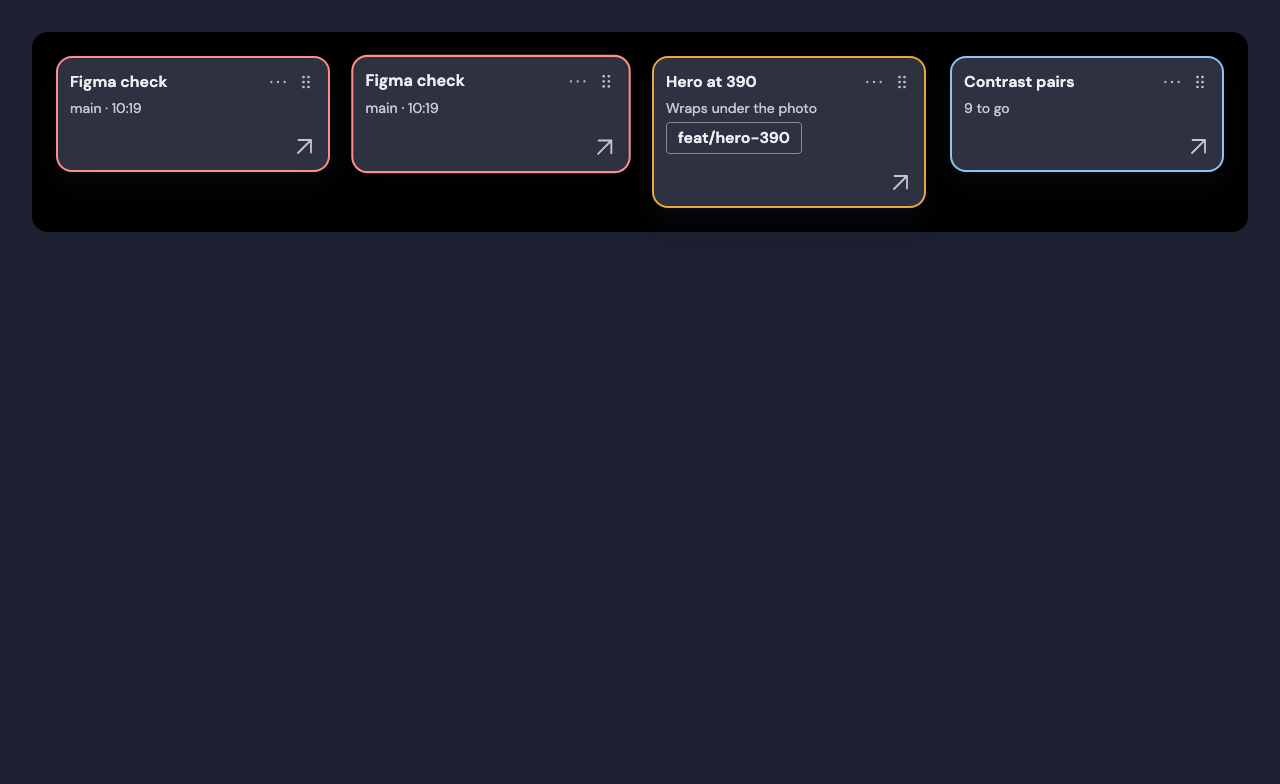 Figma check
main · 10:19
Figma check
main · 10:19
Hero at 390
Wraps under the photo
feat/hero-390
Contrast pairs
9 to go